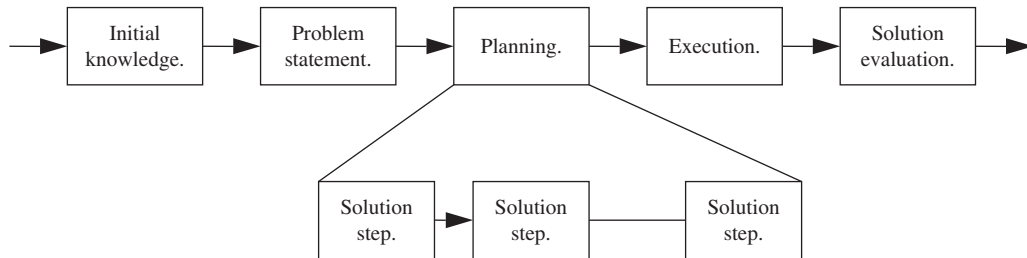 Initial
knowledge.
Problem
statement.
Planning.
Execution.
Solution
evaluation.
Solution
step.
Solution
step.
Solution
step.